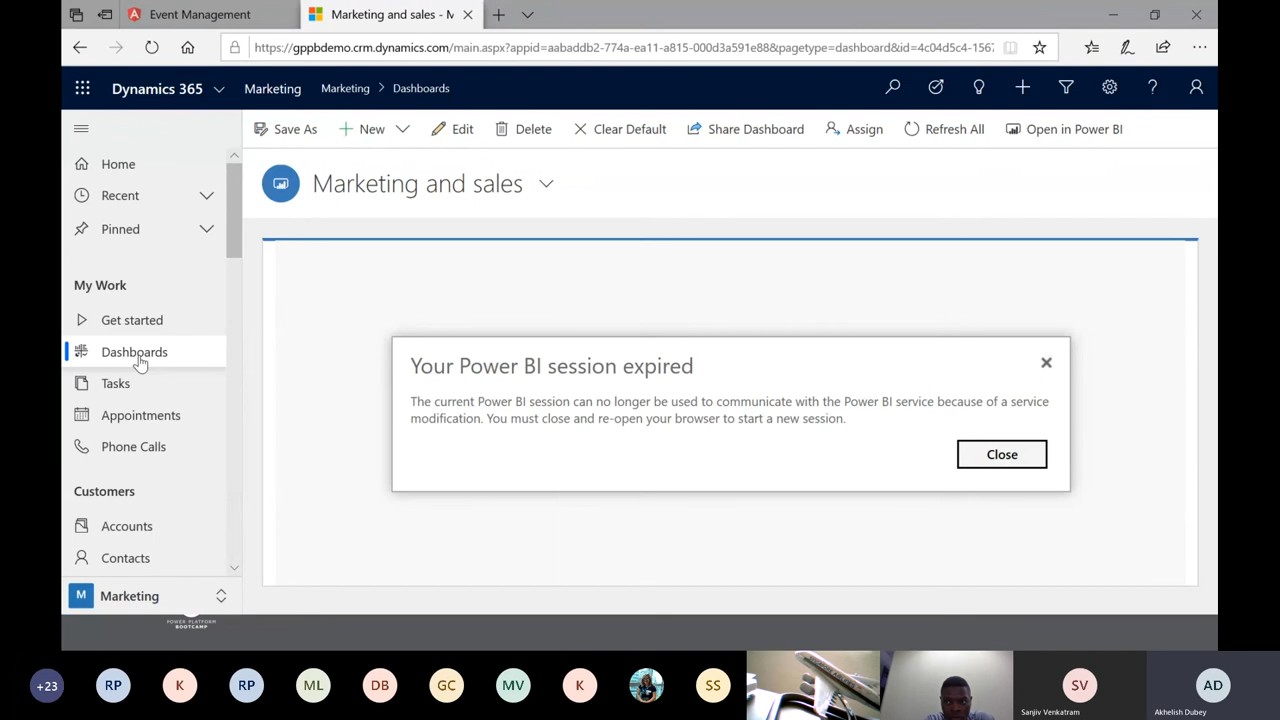 Event Management
Marketing and sales - M
https://gppbdemo.crm.dynamics.com/main.aspx?appid=aabaddb2-774a-ea11-a815-000d3a591e88&pagetype=dashboard&id=4c04d5c4-156
Dynamics 365
Marketing
Marketing > Dashboards
Save As
New
Edit
Delete
Clear Default
Share Dashboard
Assign
Refresh All
Open in Power BI
Home
Recent
Pinned
My Work
Get started
Dashboards
Tasks
Appointments
Phone Calls
Customers
Accounts
Contacts
M Marketing
Marketing and sales
Your Power BI session expired
The current Power BI session can no longer be used to communicate with the Power BI service because of a service
modification. You must close and re-open your browser to start a new session.
Close
POWER PLATFORM
BOOTCAMP
+23
RP
K
RP
ML
DB
GC
MV
K
SS
SV
Sanjiv Venkatram
AD
Akhelish Dubey